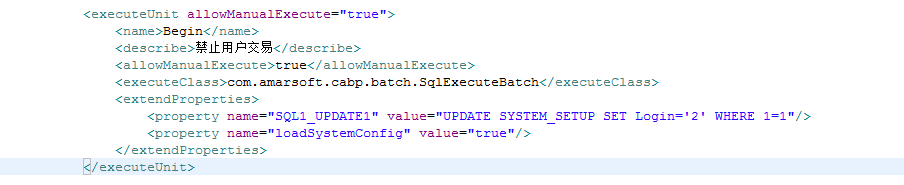 <executeUnit allowManualExecute="true">
<name>Begin</name>
<describe>禁止用户交易</describe>
<allowManualExecute>true</allowManualExecute>
<executeClass>com.amarsoft.cabp.batch.SqlExecuteBatch</executeClass>
<extendProperties>
<property name="SQL1_UPDATE1" value="UPDATE SYSTEM_SETUP SET Login='2' WHERE 1=1"/>
<property name="loadSystemConfig" value="true"/>
</extendProperties>
</executeUnit>